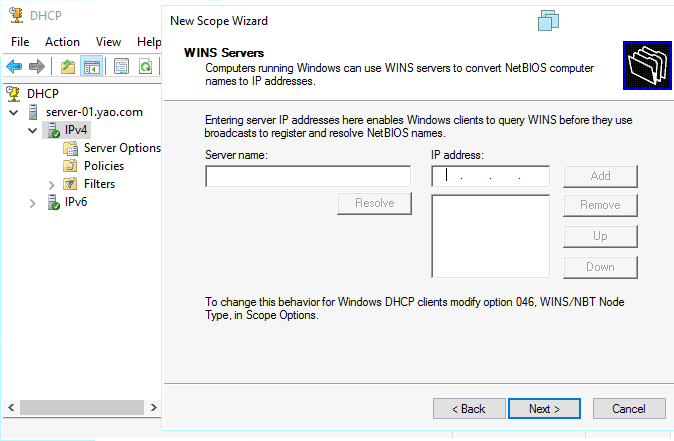 DHCP
New Scope Wizard
File Action View Help
WINS Servers
Computers running Windows can use WINS servers to convert NetBIOS computer
names to IP addresses.
DHCP
server-01.yao.com
IPv4
Server Options
Policies
Filters
IPv6
Entering server IP addresses here enables Windows clients to query WINS before they use
broadcasts to register and resolve NetBIOS names.
Server name:
IP address:
. . .
Add
Resolve
Remove
Up
Down
To change this behavior for Windows DHCP clients modify option 046, WINS/NBT Node
Type, in Scope Options.
< Back
Next >
Cancel